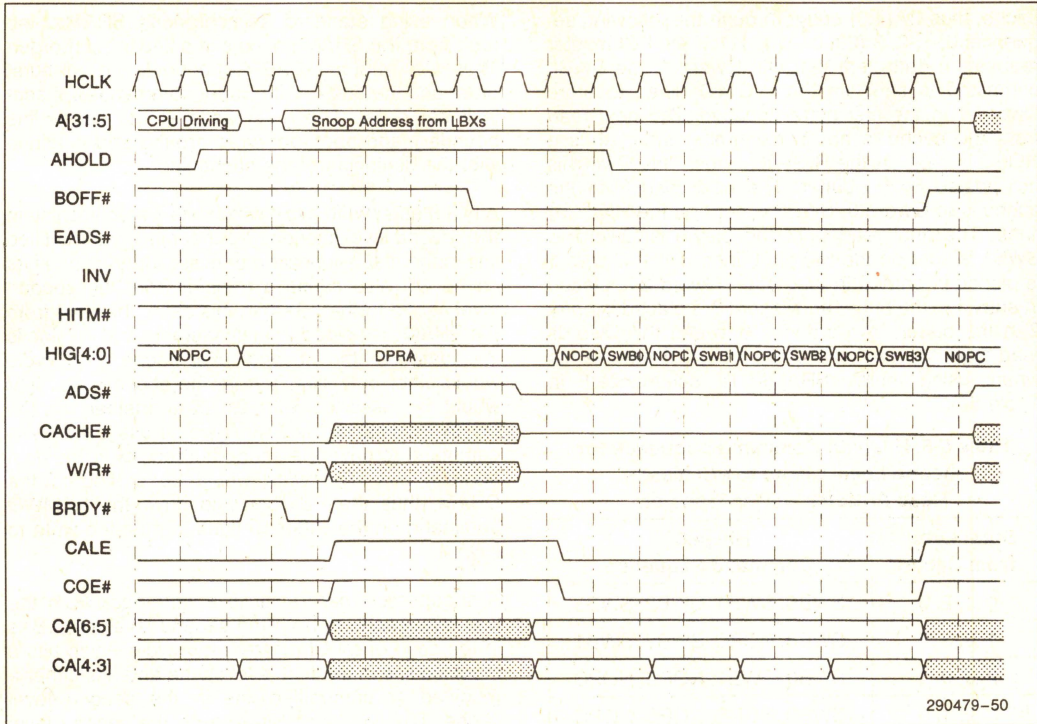 HCLK
A[31:5] CPU Driving Snoop Address from LBXs
AHOLD
BOFF#
EADS#
INV
HITM#
HIG[4:0] NOPC DPRA NOPC SWB0 NOPC SWB1 NOPC SWB2 NOPC SWB3 NOPC
ADS#
CACHE#
W/R#
BRDY#
CALE
COE#
CA[6:5]
CA[4:3]
290479-50